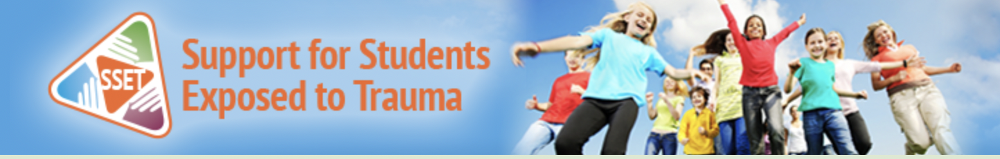 SSET
Support for Students
Exposed to Trauma